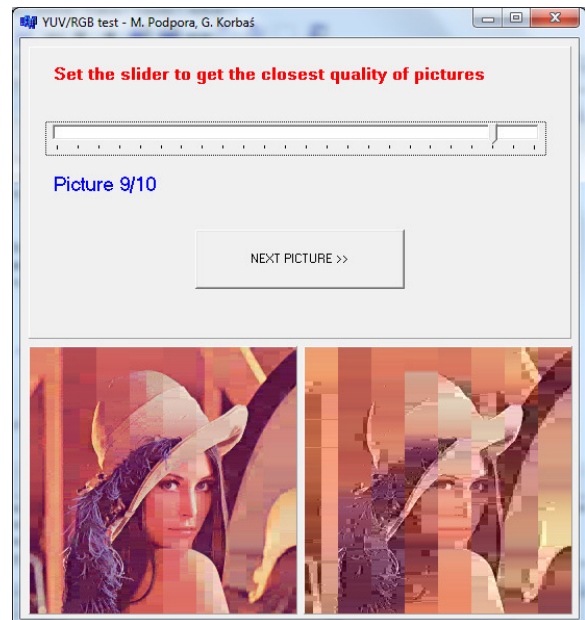 YUV/RGB test - M. Podpora, G. Korbaś
Set the slider to get the closest quality of pictures
Picture 9/10
NEXT PICTURE >>